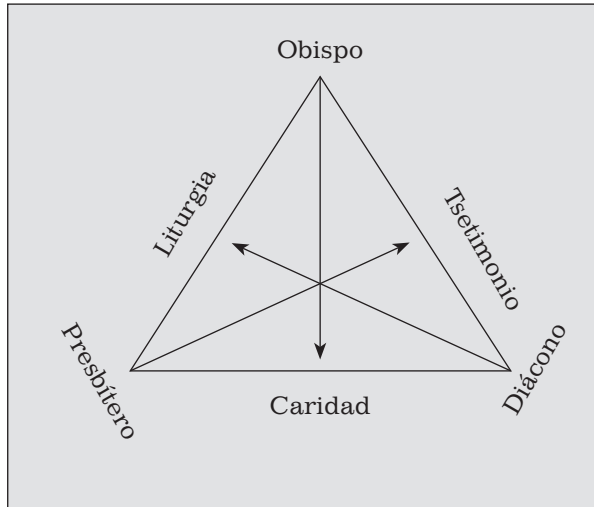 Obispo
Liturgia
Tsetimonio
Presbítero
Caridad
Diácono